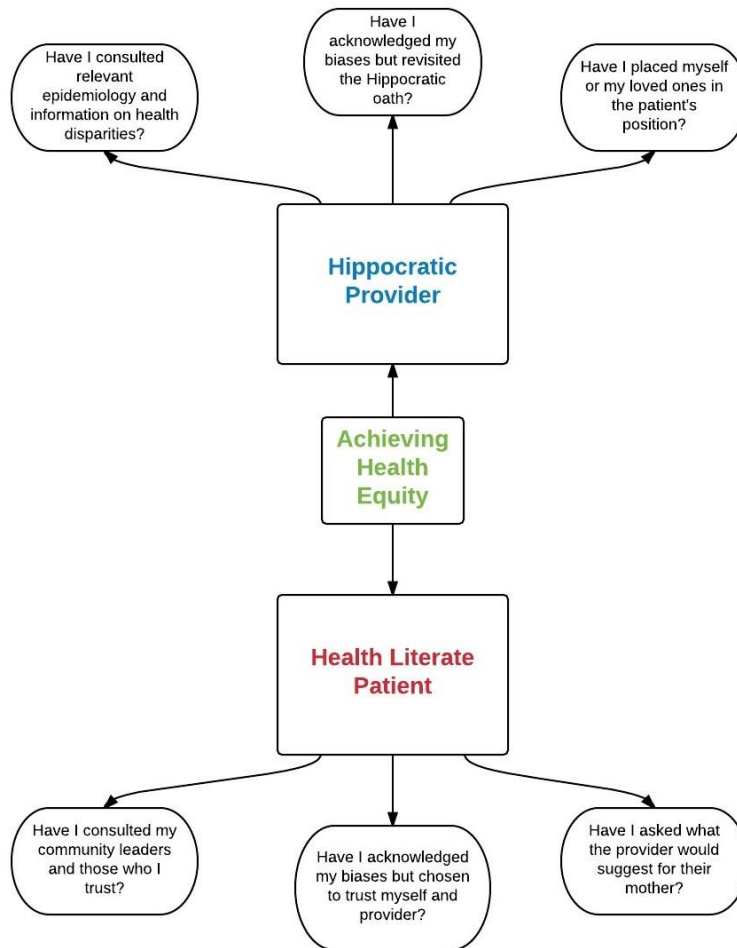 Have I consulted
relevant
epidemiology and
information on health
disparities?
Have I
acknowledged my
biases but revisited
the Hippocratic
oath?
Have I placed myself
or my loved ones in
the patient's
position?
Hippocratic
Provider
Achieving
Health
Equity
Health Literate
Patient
Have I consulted my
community leaders
and those who I
trust?
Have I acknowledged
my biases but chosen
to trust myself and
provider?
Have I asked what
the provider would
suggest for their
mother?